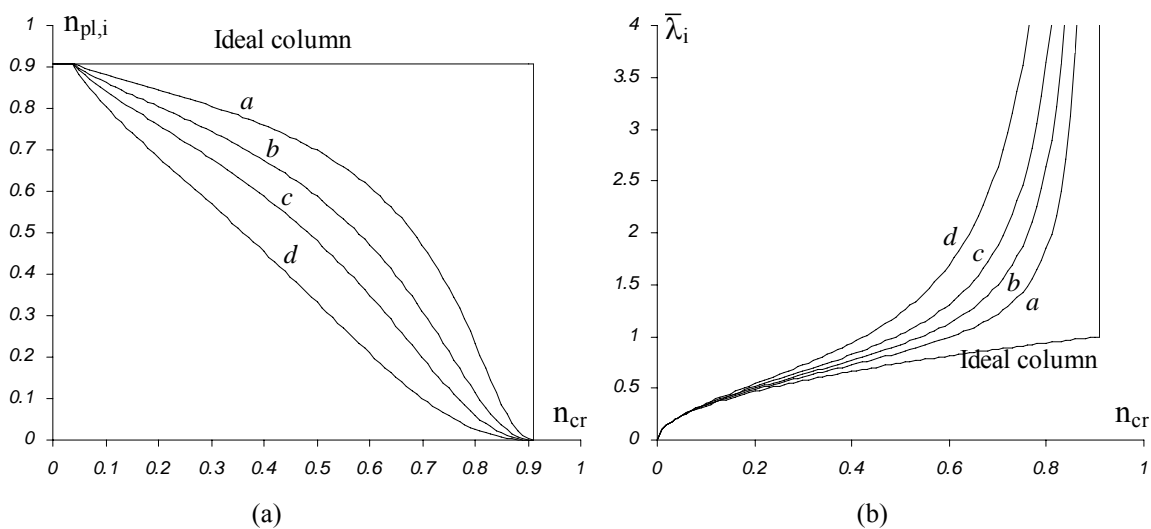 n_pl,i
Ideal column
1
0.9
0.8
0.7
0.6
0.5
0.4
0.3
0.2
0.1
0
a
b
c
d
n_cr
0 0.1 0.2 0.3 0.4 0.5 0.6 0.7 0.8 0.9 1
(a)
λ̅_i
4
3.5
3
2.5
2
1.5
1
0.5
0
d
c
b
a
Ideal column
n_cr
0 0.2 0.4 0.6 0.8 1
(b)